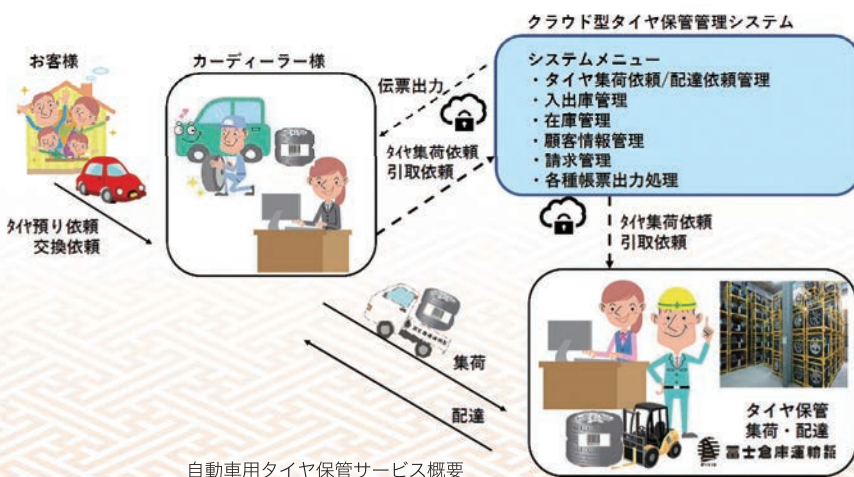 クラウド型タイヤ保管管理システム
お客様
カーディーラー様
システムメニュー
・タイヤ集荷依頼/配達依頼管理
・入出庫管理
・在庫管理
・顧客情報管理
・請求管理
・各種帳票出力処理
伝票出力
ﾀｲﾔ集荷依頼
引取依頼
ﾀｲﾔ預り依頼
交換依頼
ﾀｲﾔ集荷依頼
引取依頼
集荷
配達
タイヤ保管
集荷・配達
冨士倉庫運輸㈱
自動車用タイヤ保管サービス概要